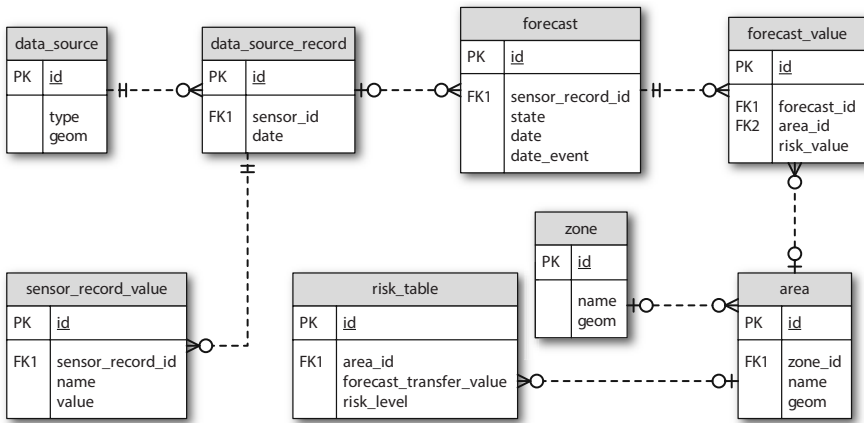 data_source
PK id
type
geom
data_source_record
PK id
FK1 sensor_id
date
forecast
PK id
FK1 sensor_record_id
state
date
date_event
forecast_value
PK id
FK1 forecast_id
FK2 area_id
risk_value
sensor_record_value
PK id
FK1 sensor_record_id
name
value
risk_table
PK id
FK1 area_id
forecast_transfer_value
risk_level
zone
PK id
name
geom
area
PK id
FK1 zone_id
name
geom